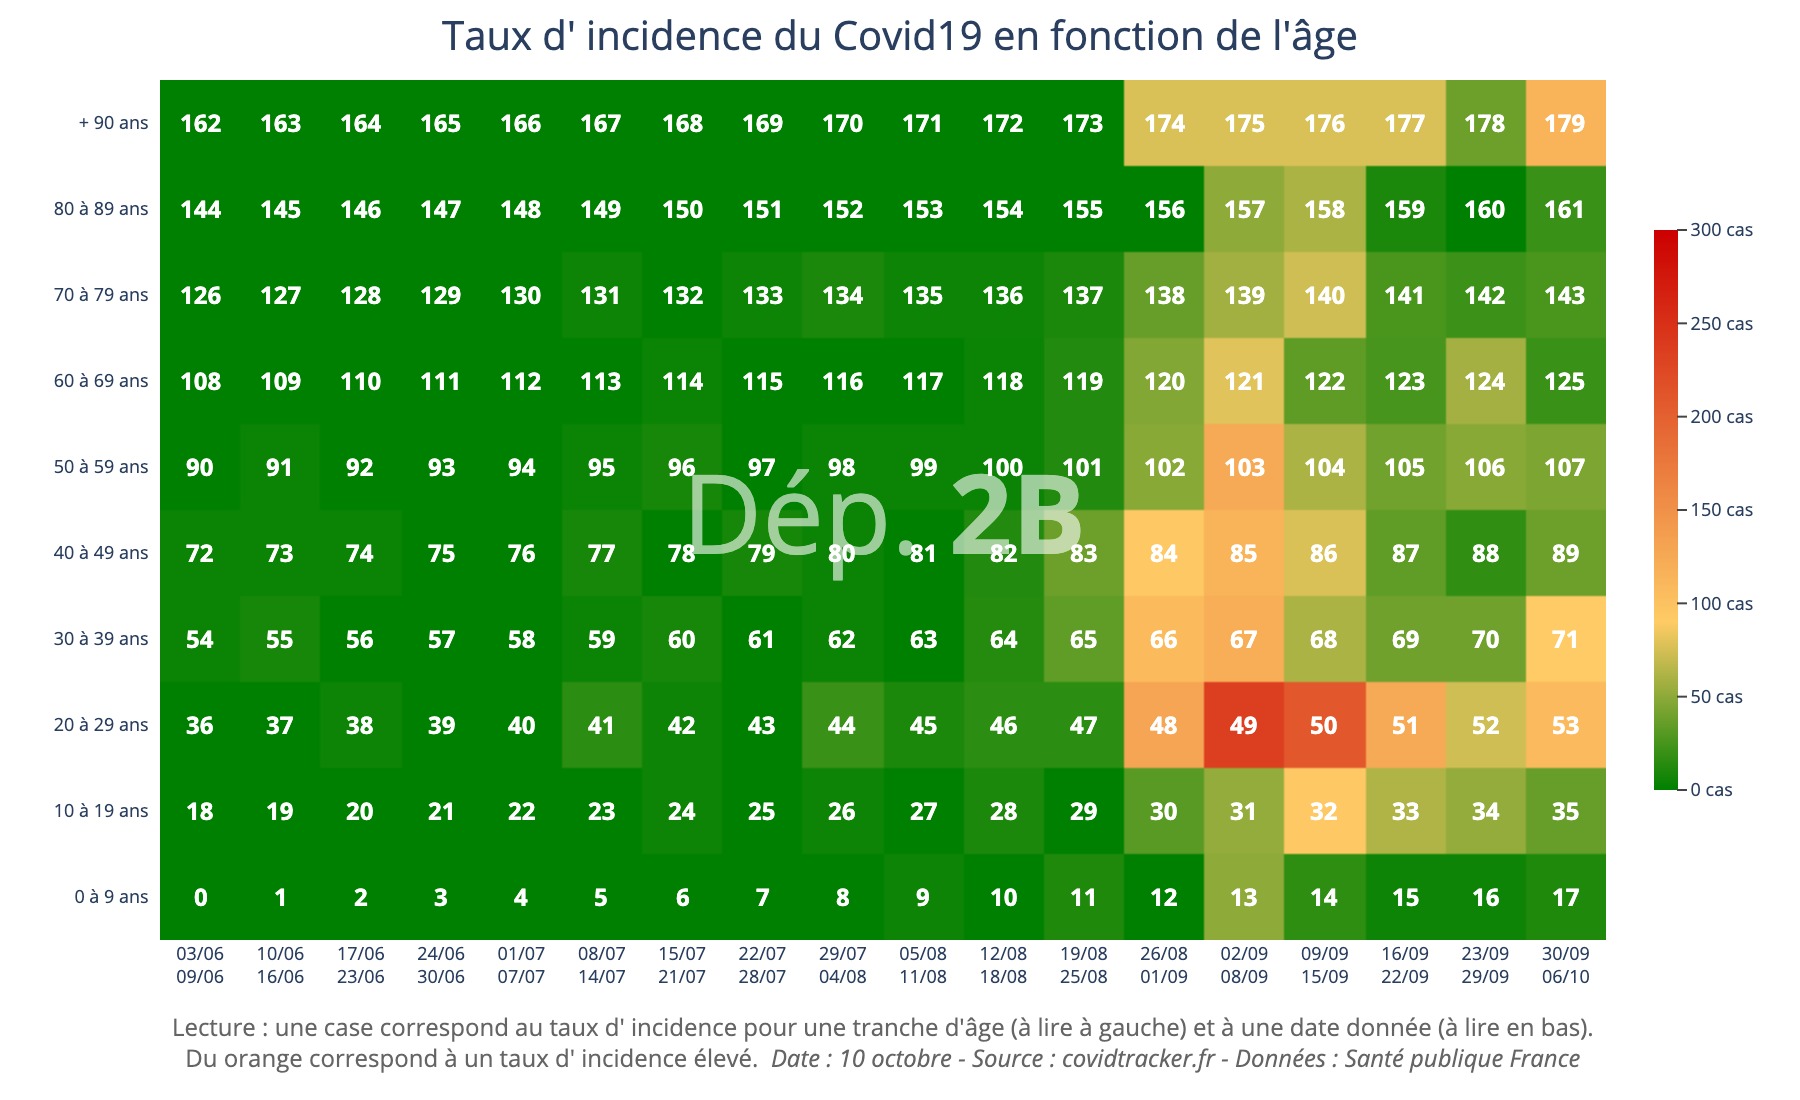 Taux d' incidence du Covid19 en fonction de l'âge
+ 90 ans 162 163 164 165 166 167 168 169 170 171 172 173 174 175 176 177 178 179
80 à 89 ans 144 145 146 147 148 149 150 151 152 153 154 155 156 157 158 159 160 161
300 cas
70 à 79 ans 126 127 128 129 130 131 132 133 134 135 136 137 138 139 140 141 142 143
250 cas
60 à 69 ans 108 109 110 111 112 113 114 115 116 117 118 119 120 121 122 123 124 125
200 cas
50 à 59 ans 90 91 92 93 94 95 96 97 98 99 100 101 102 103 104 105 106 107
Dép. 2B
150 cas
40 à 49 ans 72 73 74 75 76 77 78 79 80 81 82 83 84 85 86 87 88 89
100 cas
30 à 39 ans 54 55 56 57 58 59 60 61 62 63 64 65 66 67 68 69 70 71
50 cas
20 à 29 ans 36 37 38 39 40 41 42 43 44 45 46 47 48 49 50 51 52 53
0 cas
10 à 19 ans 18 19 20 21 22 23 24 25 26 27 28 29 30 31 32 33 34 35
0 à 9 ans 0 1 2 3 4 5 6 7 8 9 10 11 12 13 14 15 16 17
03/06 10/06 17/06 24/06 01/07 08/07 15/07 22/07 29/07 05/08 12/08 19/08 26/08 02/09 09/09 16/09 23/09 30/09
09/06 16/06 23/06 30/06 07/07 14/07 21/07 28/07 04/08 11/08 18/08 25/08 01/09 08/09 15/09 22/09 29/09 06/10
Lecture : une case correspond au taux d' incidence pour une tranche d'âge (à lire à gauche) et à une date donnée (à lire en bas).
Du orange correspond à un taux d' incidence élevé. Date : 10 octobre - Source : covidtracker.fr - Données : Santé publique France